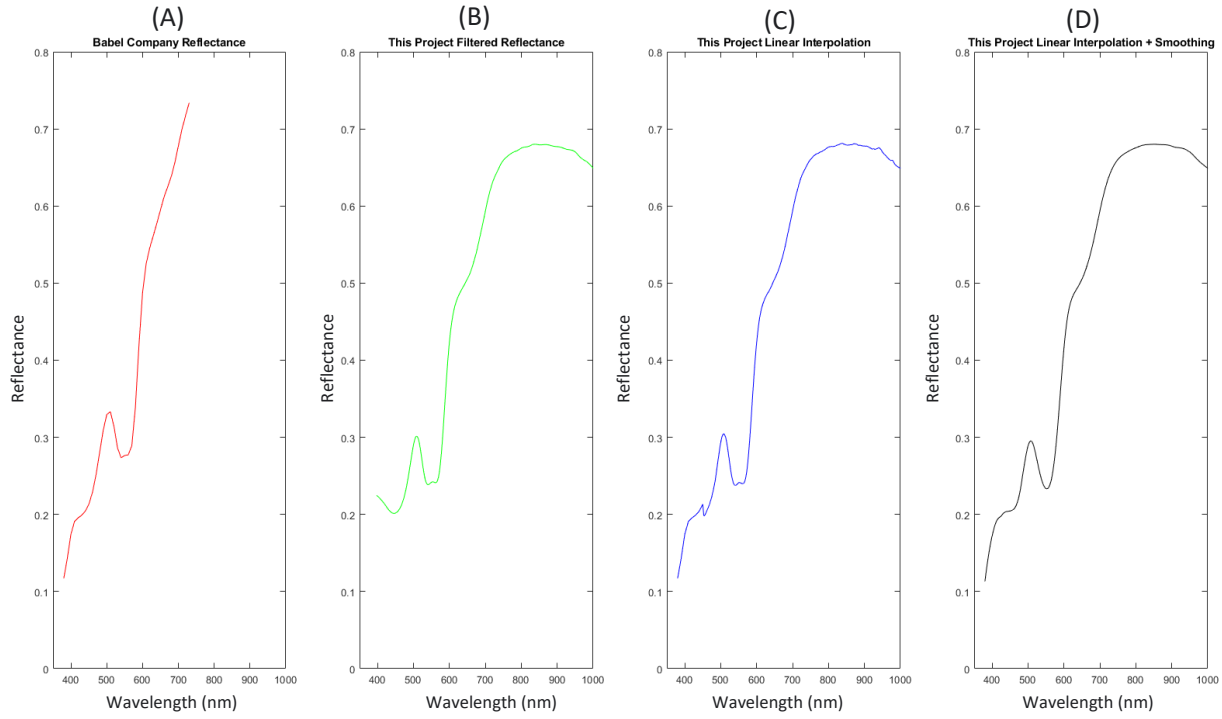 (A)
Babel Company Reflectance
0.8
0.7
0.6
0.5
0.4
0.3
0.2
0.1
0
Reflectance
400 500 600 700 800 900 1000
Wavelength (nm)
(B)
This Project Filtered Reflectance
0.8
0.7
0.6
0.5
0.4
0.3
0.2
0.1
0
Reflectance
400 500 600 700 800 900 1000
Wavelength (nm)
(C)
This Project Linear Interpolation
0.8
0.7
0.6
0.5
0.4
0.3
0.2
0.1
0
Reflectance
400 500 600 700 800 900 1000
Wavelength (nm)
(D)
This Project Linear Interpolation + Smoothing
0.8
0.7
0.6
0.5
0.4
0.3
0.2
0.1
0
Reflectance
400 500 600 700 800 900 1000
Wavelength (nm)